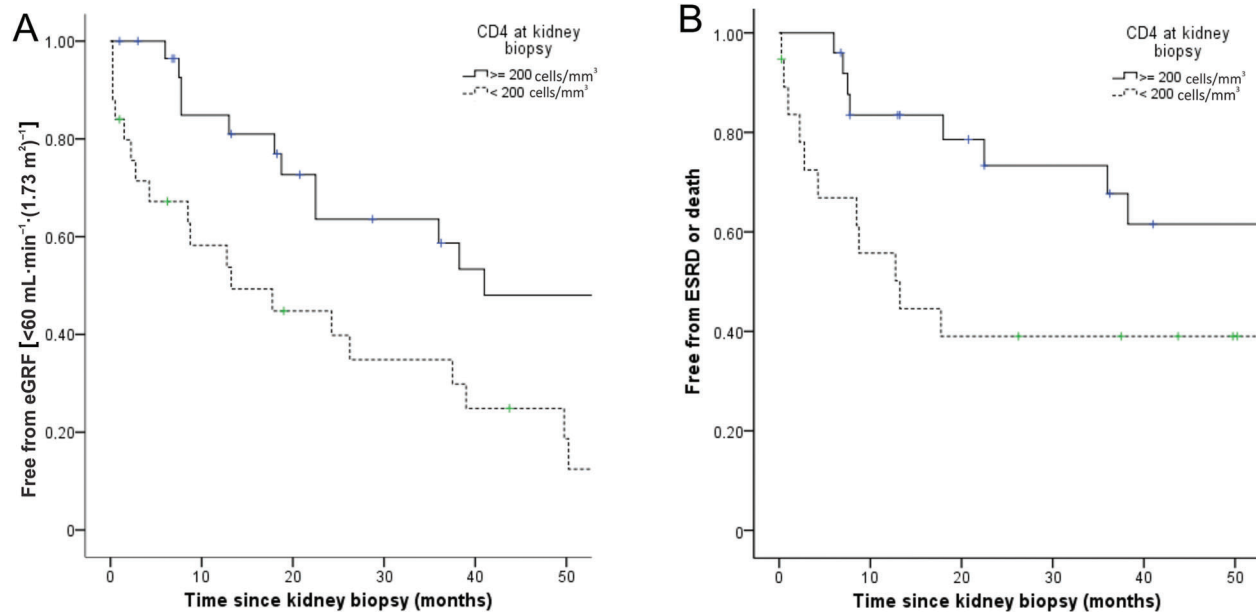 A
CD4 at kidney
biopsy
>= 200 cells/mm³
< 200 cells/mm³
Free from eGRF [<60 mL·min⁻¹·(1.73 m²)⁻¹]
1.00
0.80
0.60
0.40
0.20
0
0 10 20 30 40 50
Time since kidney biopsy (months)
B
CD4 at kidney
biopsy
>= 200 cells/mm³
< 200 cells/mm³
Free from ESRD or death
1.00
0.80
0.60
0.40
0.20
0
0 10 20 30 40 50
Time since kidney biopsy (months)